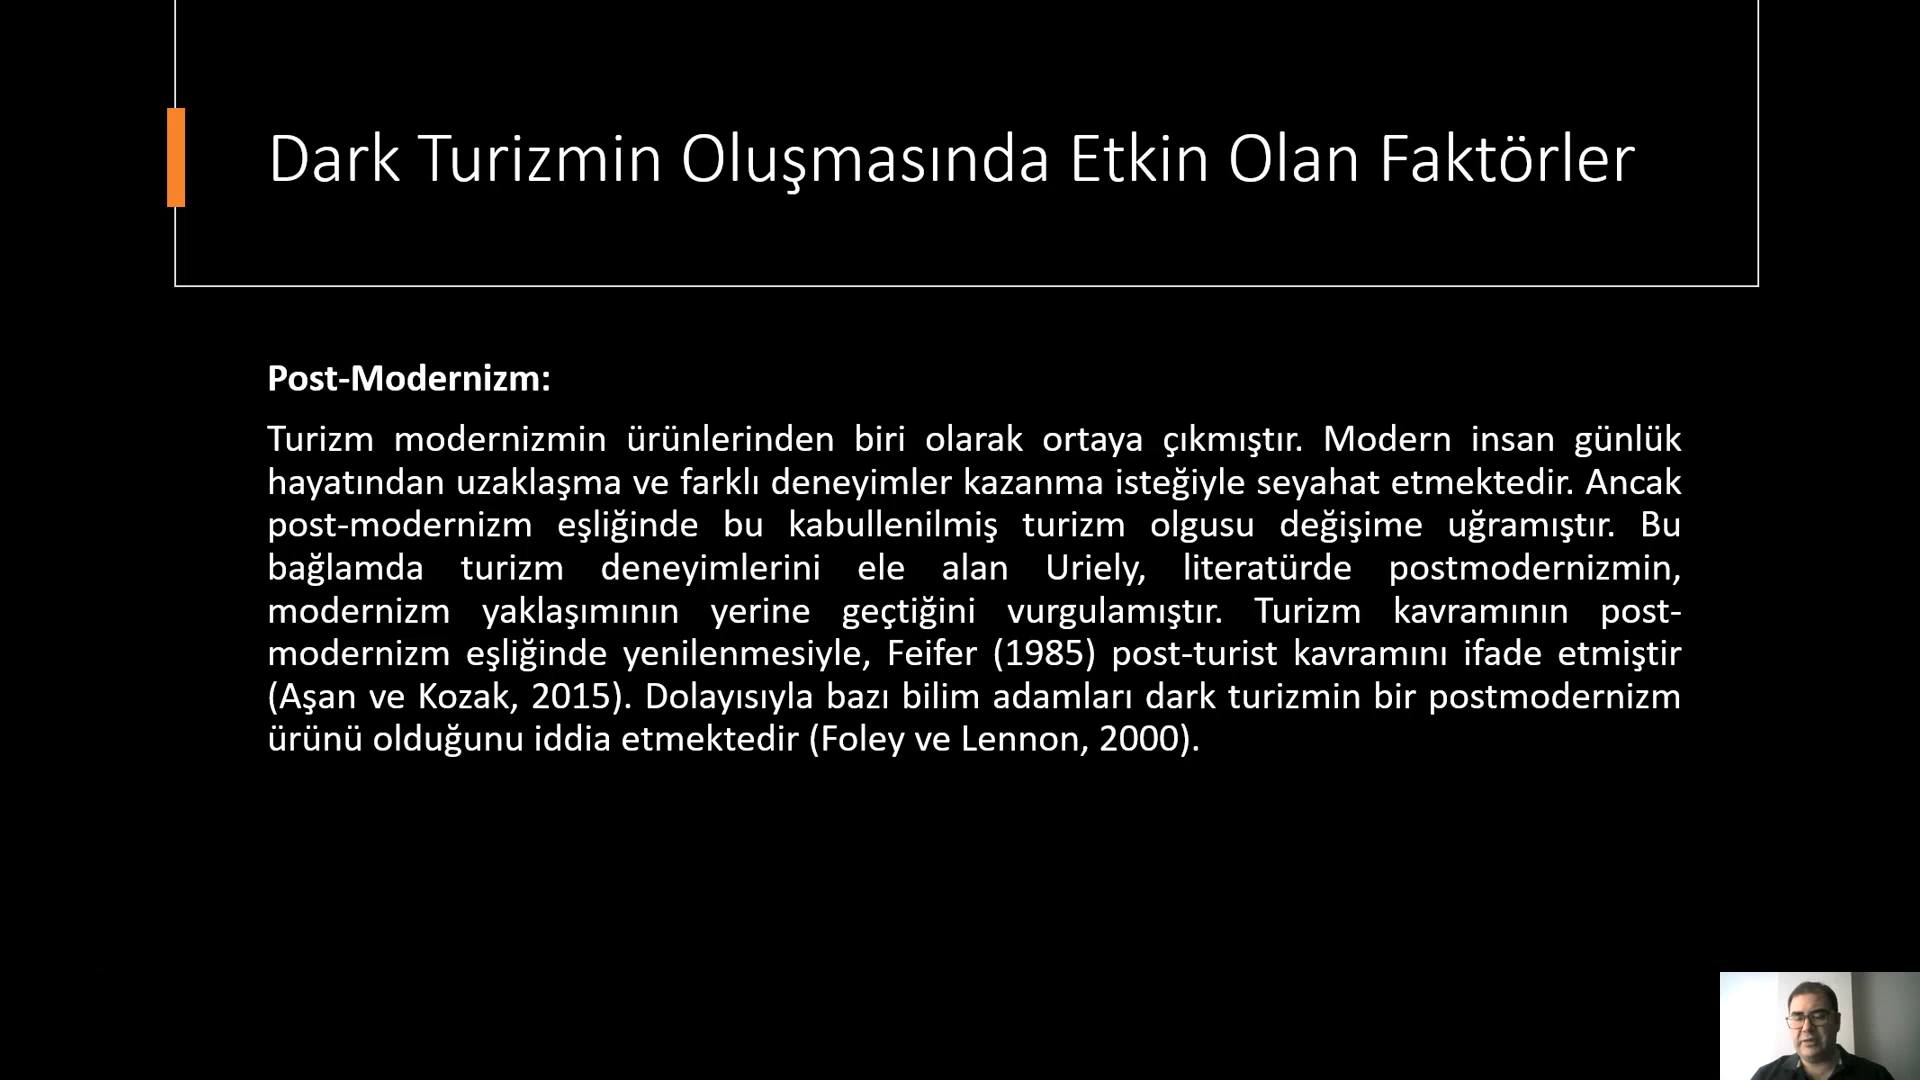 Dark Turizmin Oluşmasında Etkin Olan Faktörler
Post-Modernizm:
Turizm modernizmin ürünlerinden biri olarak ortaya çıkmıştır. Modern insan günlük
hayatından uzaklaşma ve farklı deneyimler kazanma isteğiyle seyahat etmektedir. Ancak
post-modernizm eşliğinde bu kabullenilmiş turizm olgusu değişime uğramıştır. Bu
bağlamda turizm deneyimlerini ele alan Uriely, literatürde postmodernizmin,
modernizm yaklaşımının yerine geçtiğini vurgulamıştır. Turizm kavramının post-
modernizm eşliğinde yenilenmesiyle, Feifer (1985) post-turist kavramını ifade etmiştir
(Aşan ve Kozak, 2015). Dolayısıyla bazı bilim adamları dark turizmin bir postmodernizm
ürünü olduğunu iddia etmektedir (Foley ve Lennon, 2000).